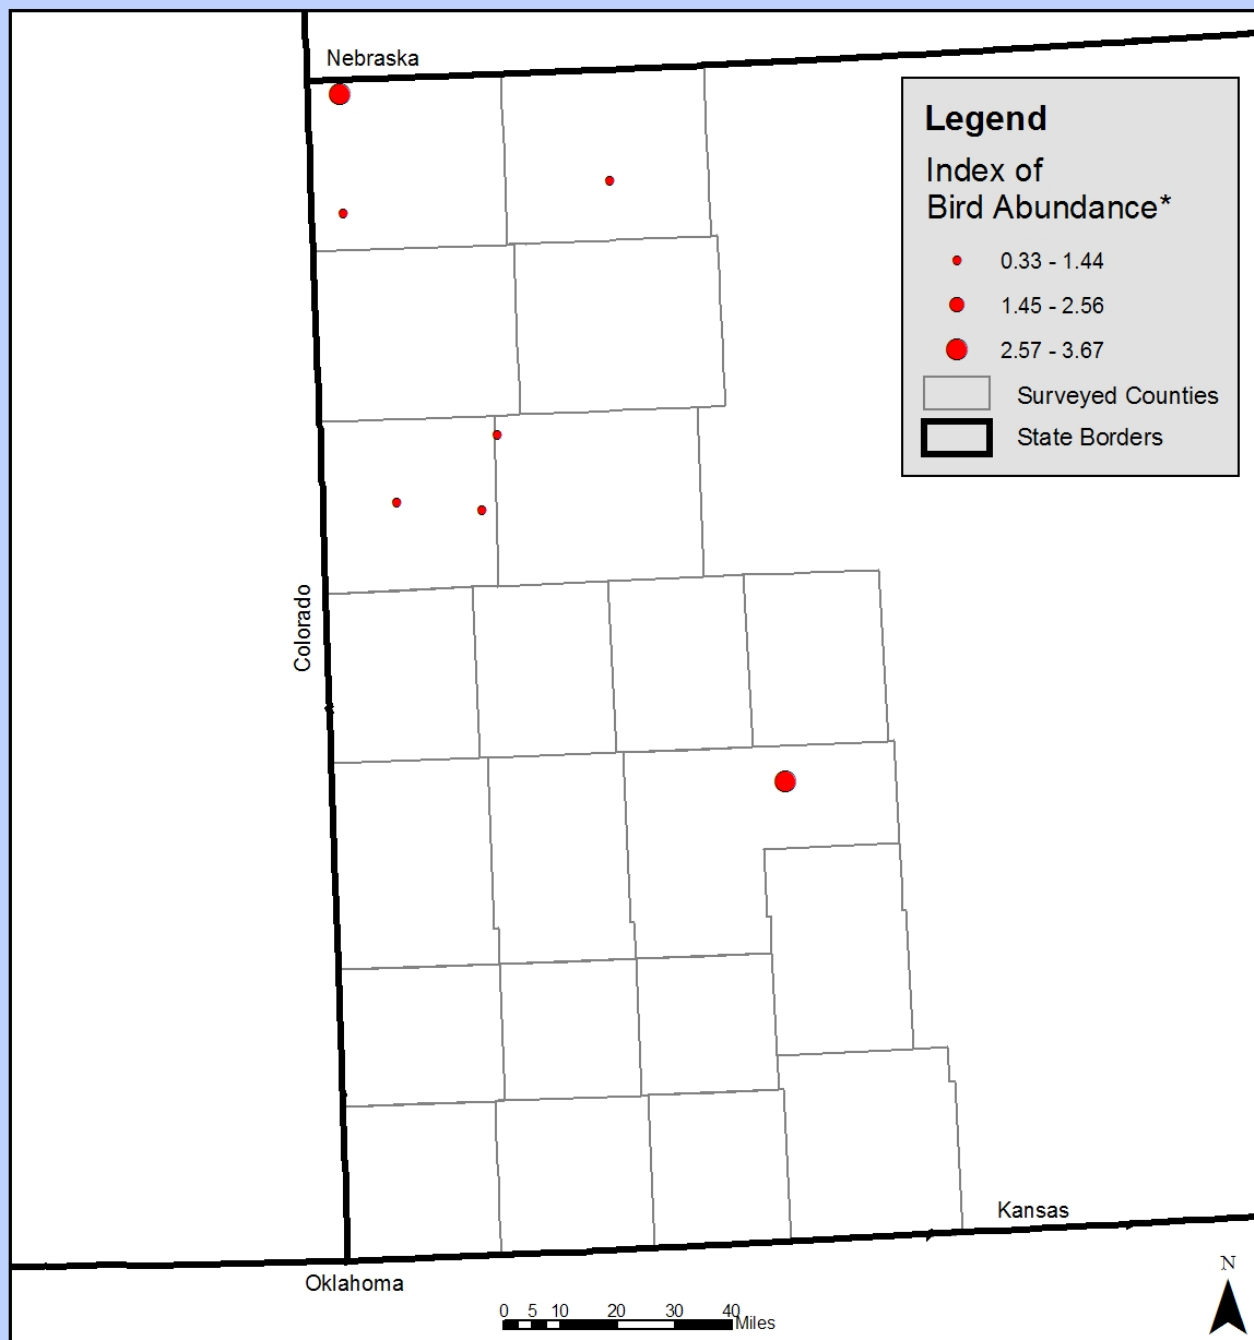 Nebraska
Legend
Index of
Bird Abundance*
0.33 - 1.44
1.45 - 2.56
2.57 - 3.67
Surveyed Counties
State Borders
Colorado
Kansas
Oklahoma
N
0 5 10 20 30 40
Miles